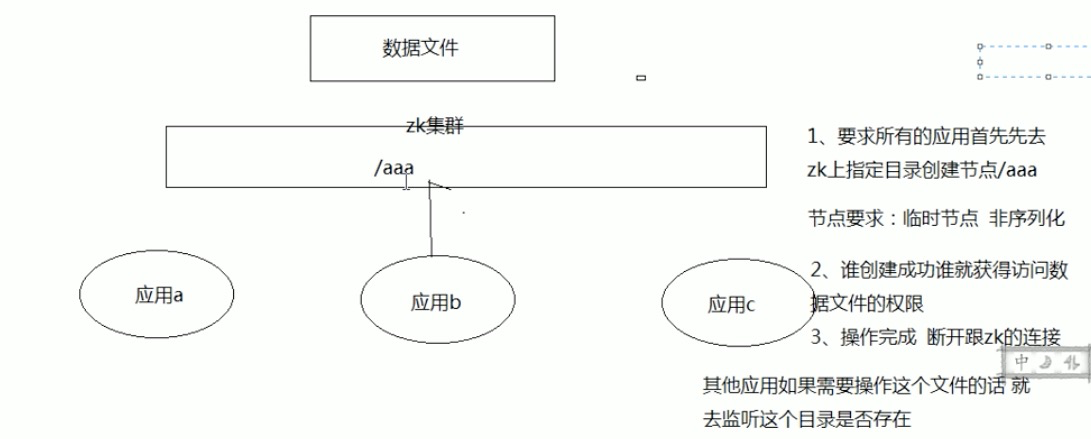 数据文件
zk集群
/aaa
应用a
应用b
应用c
1、要求所有的应用首先先去
zk上指定目录创建节点/aaa
节点要求：临时节点 非序列化
2、谁创建成功谁就获得访问数
据文件的权限
3、操作完成 断开跟zk的连接
其他应用如果需要操作这个文件的话 就
去监听这个目录是否存在
中